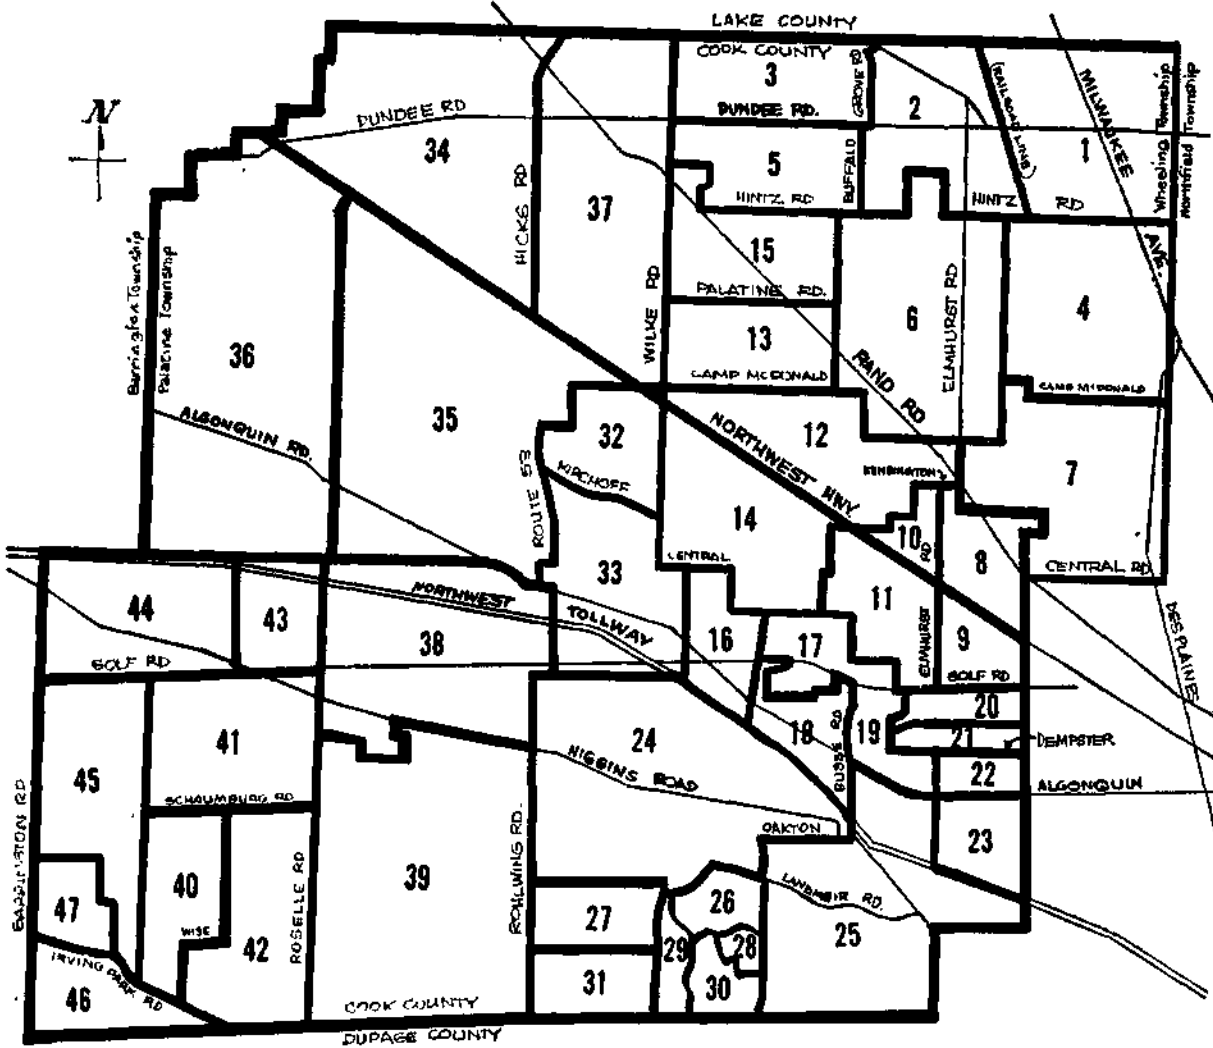 LAKE COUNTY
COOK COUNTY
3
GROVE RD
2
(RAILROAD LINE)
MILWAUKEE
Wheeling Township
Northfield Township
N
DUNDEE RD
DUNDEE RD.
34
1
5
BUFFALO
HINTZ RD
HINTZ
RD
HICKS RD
37
AVE.
15
Barrington Township
Palatine Township
WILKE RD
PALATINE RD.
ELMHURST RD
4
6
36
13
RAND RD
CAMP McDONALD
CAMP McDONALD
ALGONQUIN RD.
35
32
NORTHWEST HWY.
12
ROUTE 53
KIRCHOFF
KENSINGTON
7
14
10
RD
CENTRAL
33
8
CENTRAL RD
44
43
NORTHWEST
TOLLWAY
11
DESPLAINES
38
16
17
ELMHURST
9
GOLF RD
GOLF RD
41
24
18
BUSSE RD
19
20
21
DEMPSTER
HIGGINS ROAD
45
22
ALGONQUIN
BARRINGTON RD
SCHAUMBURG RD
OAKTON
23
ROSELLE RD
ROHLWING RD.
39
40
LANDMEIR RD.
47
26
27
WISE
25
42
29
28
IRVING PARK RD
46
31
30
COOK COUNTY
DUPAGE COUNTY